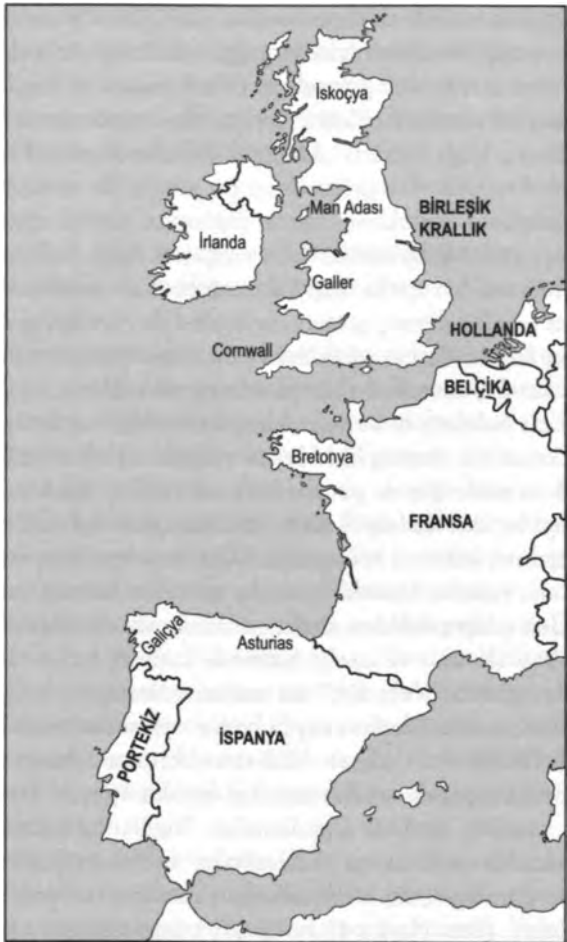 İskoçya
Man Adası
BİRLEŞİK
KRALLIK
İrlanda
Galler
HOLLANDA
Cornwall
BELÇİKA
Bretonya
FRANSA
Galiçya
Asturias
PORTEKİZ
İSPANYA